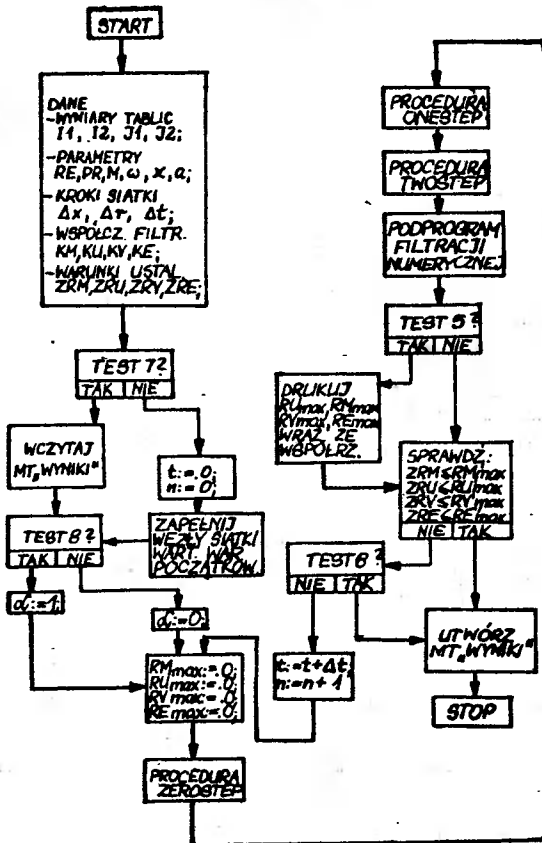 START
DANE
-WYMIARY TABLIC
I1, I2, J1, J2;
-PARAMETRY
RE,PR,M,ω,ϰ,a;
-KROKI SIATKI
Δx, Δr, Δt;
-WSPÓŁCZ. FILTR.
KM,KU,KY,KE;
-WARUNKI USTAL.
ZRM,ZRU,ZRY,ZRE;
TEST 7?
TAK NIE
WCZYTAJ
MT„WYNIKI"
t:=.0;
n:=0;
ZAPEŁNIJ
WĘZŁY SIATKI
WART. WAR.
POCZĄTKOW.
TEST 8?
TAK NIE
α:=1;
α:=0;
RMmax:=.0;
RUmax:=.0;
RVmax:=.0;
REmax:=.0;
PROCEDURA
ZEROSTEP
PROCEDURA
ONESTEP
PROCEDURA
TWOSTEP
PODPROGRAM
FILTRACJI
NUMERYCZNEJ
TEST 5?
TAK NIE
DRUKUJ
RUmax,RMmax
RVmax,REmax
WRAZ ZE
WSPÓŁRZ.
SPRAWDŹ:
ZRM≤RMmax
ZRU≤RUmax
ZRV≤RVmax
ZRE≤REmax
NIE TAK
TEST 6?
NIE TAK
t:=t+Δt;
n:=n+1;
UTWÓRZ
MT„WYNIKI"
STOP